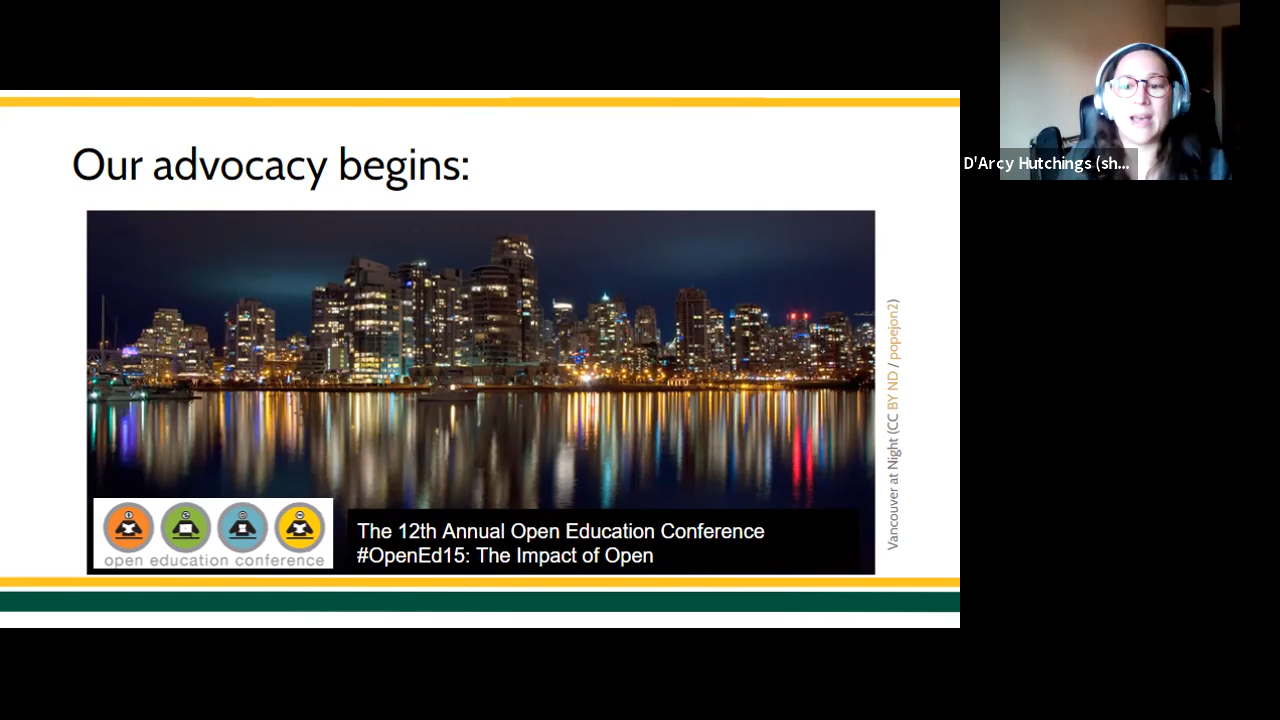 Our advocacy begins:
D'Arcy Hutchings (sh...
Vancouver at Night (CC BY ND / popejon2)
open education conference
The 12th Annual Open Education Conference
#OpenEd15: The Impact of Open